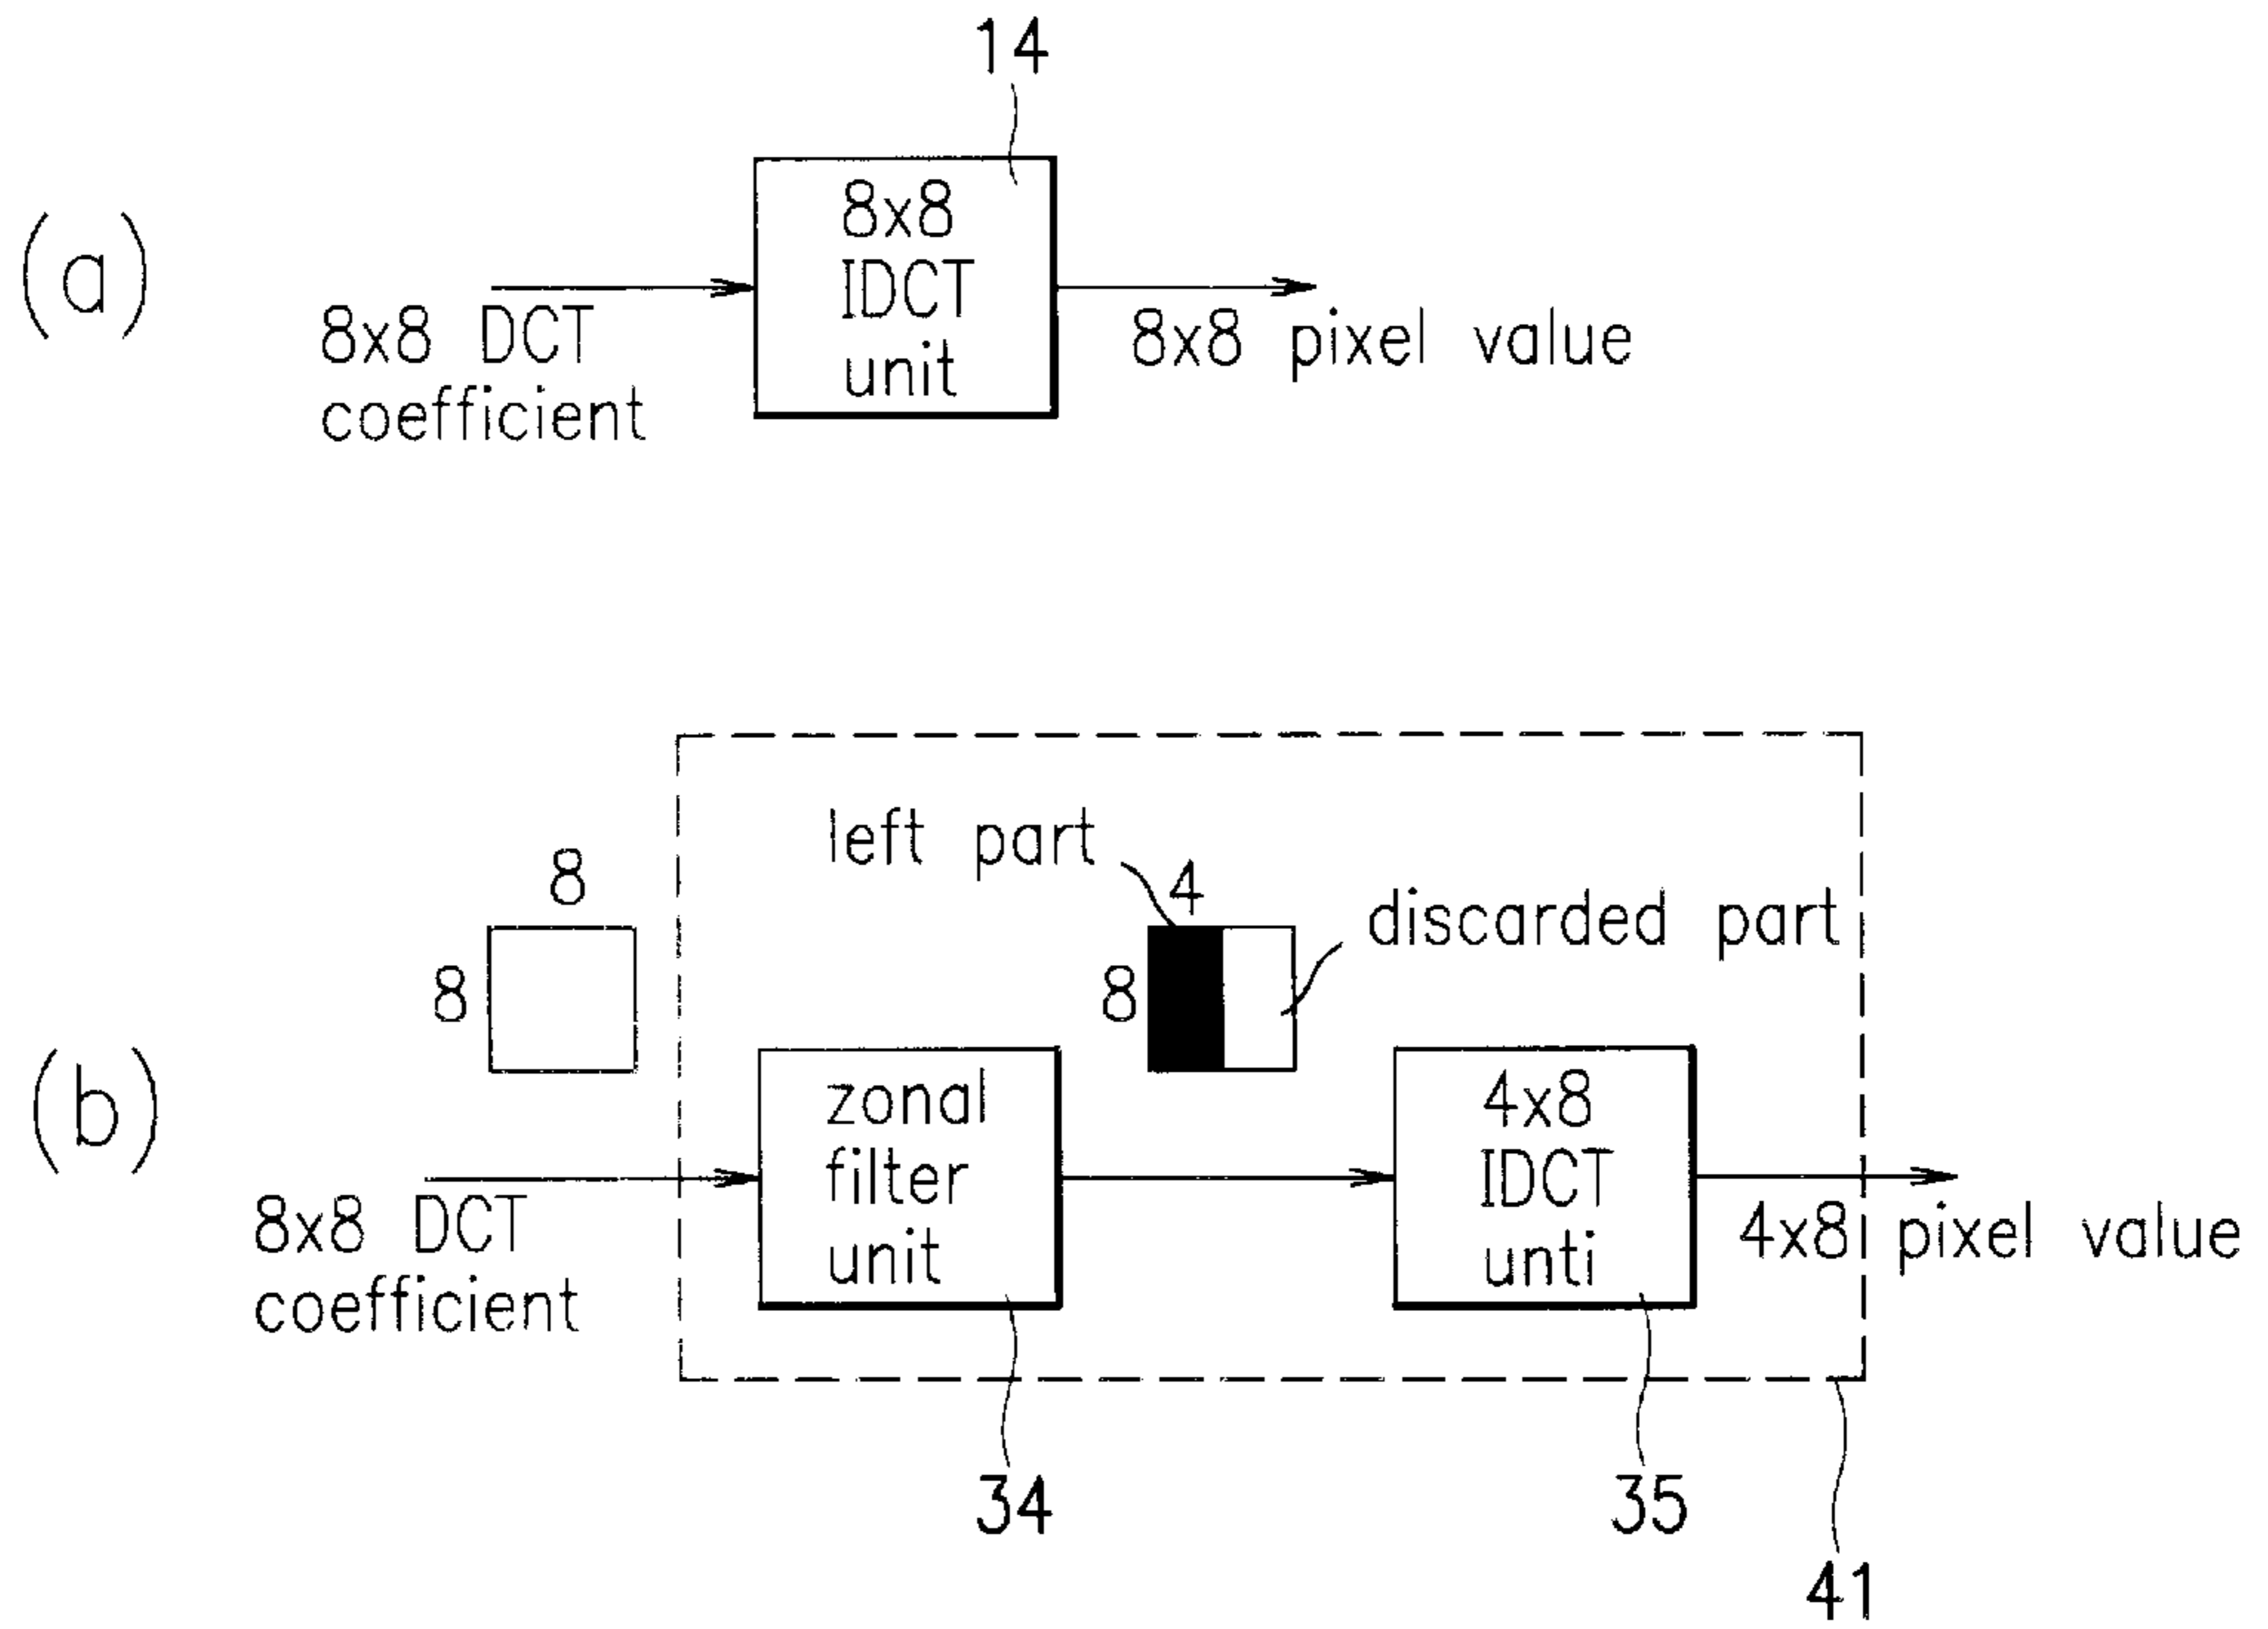 (a)
14
8x8
IDCT
unit
8x8 DCT
coefficient
8x8 pixel value
(b)
8
8
left part
4
8
discarded part
zonal
filter
unit
4x8
IDCT
unti
8x8 DCT
coefficient
4x8 pixel value
34
35
41